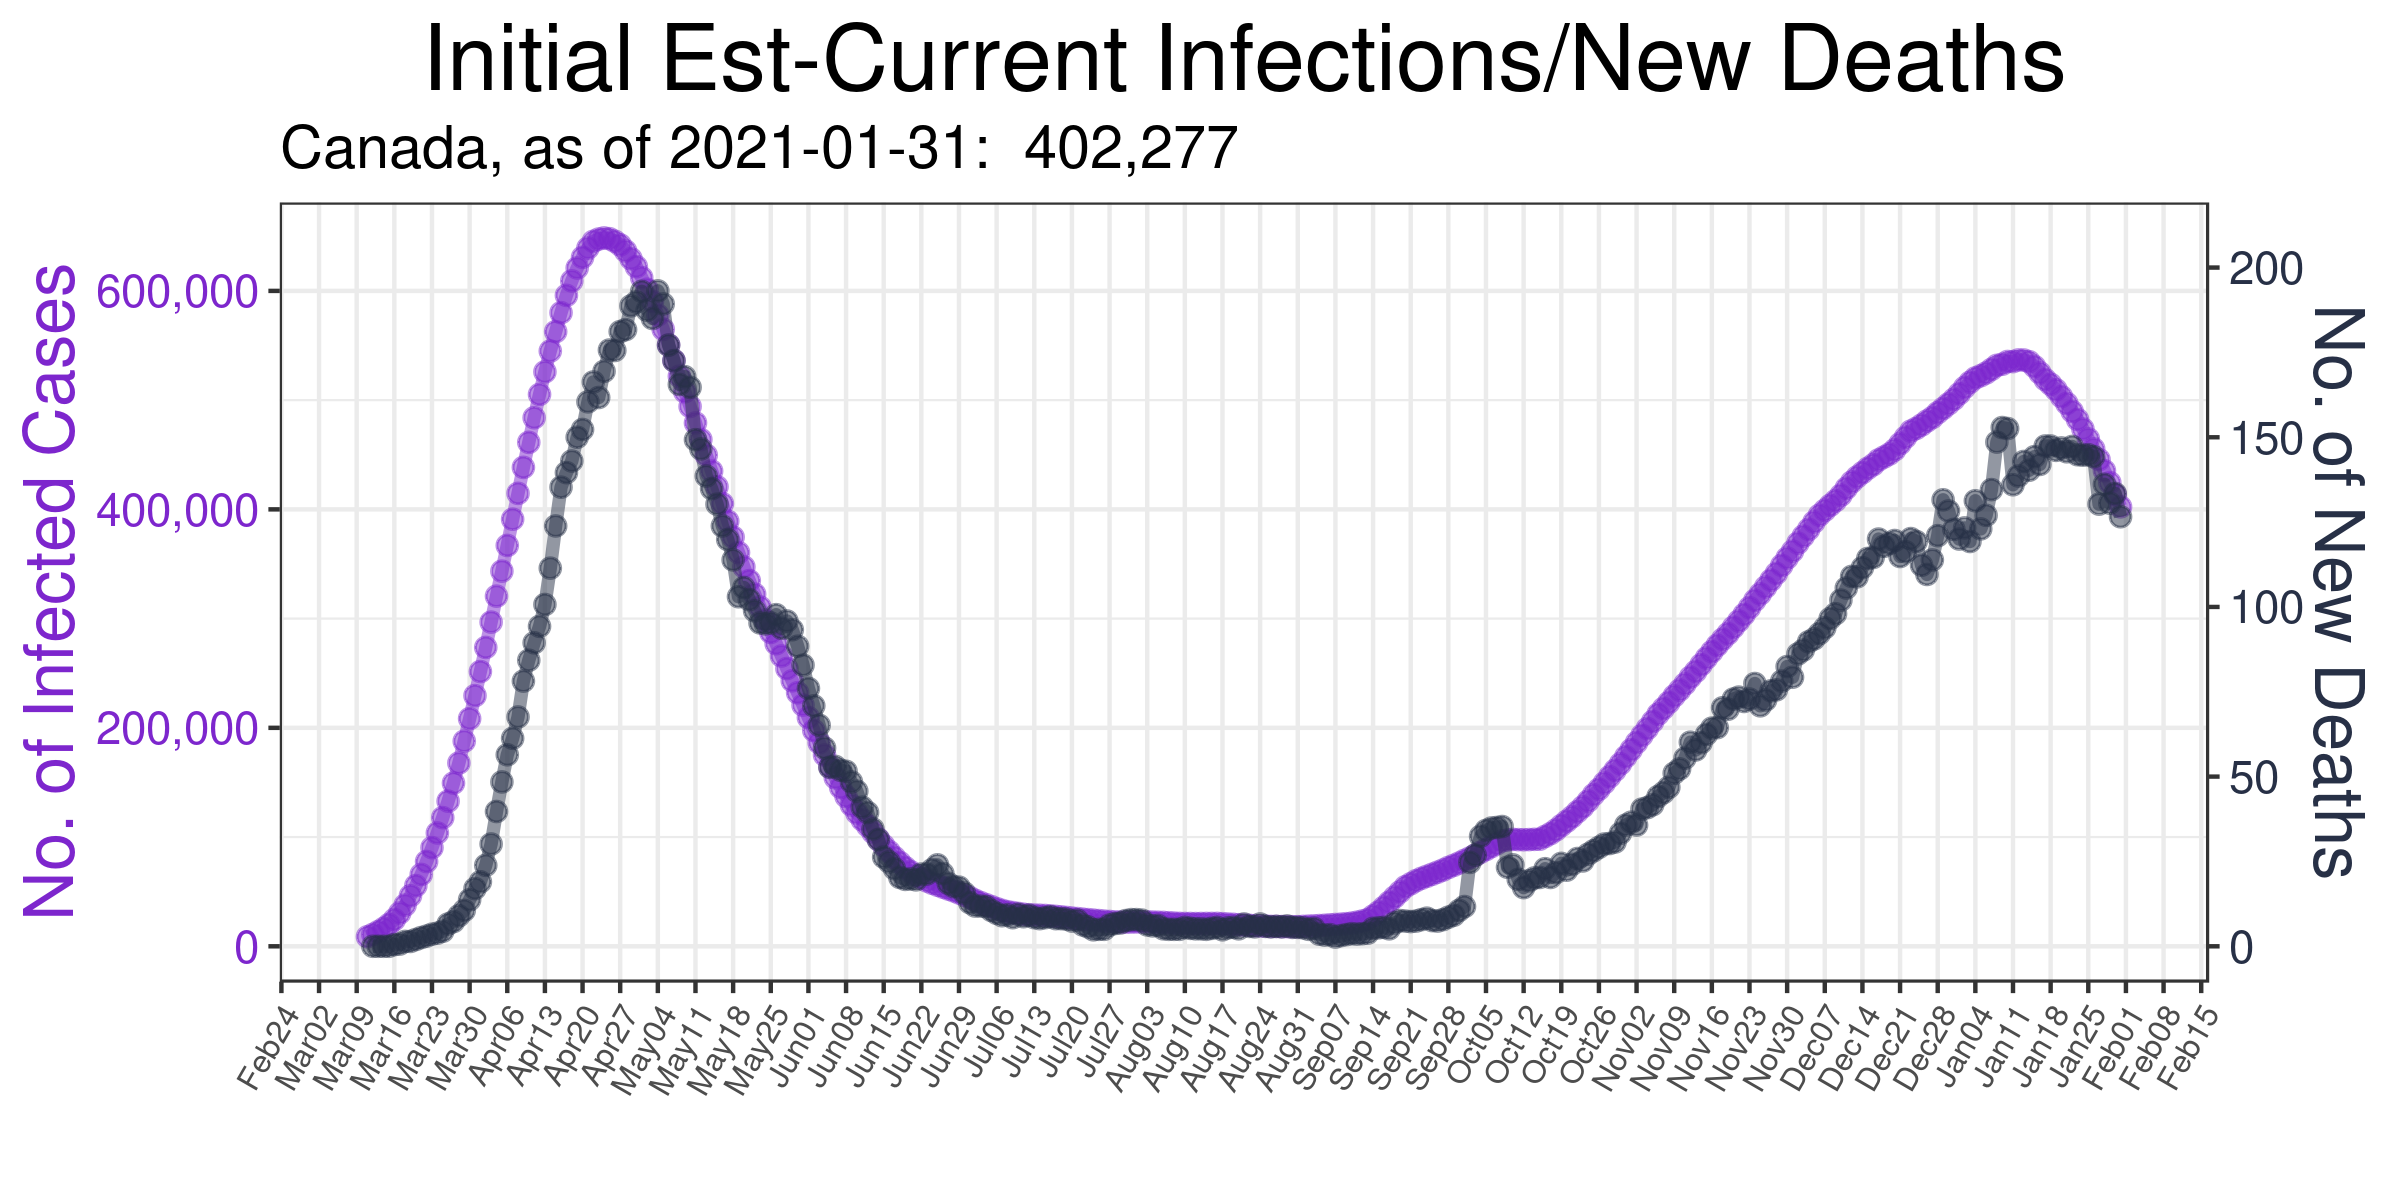 Initial Est-Current Infections/New Deaths
Canada, as of 2021-01-31:  402,277
No. of Infected Cases
600,000
400,000
200,000
0
200
150
100
50
0
No. of New Deaths
Feb24
Mar02
Mar09
Mar16
Mar23
Mar30
Apr06
Apr13
Apr20
Apr27
May04
May11
May18
May25
Jun01
Jun08
Jun15
Jun22
Jun29
Jul06
Jul13
Jul20
Jul27
Aug03
Aug10
Aug17
Aug24
Aug31
Sep07
Sep14
Sep21
Sep28
Oct05
Oct12
Oct19
Oct26
Nov02
Nov09
Nov16
Nov23
Nov30
Dec07
Dec14
Dec21
Dec28
Jan04
Jan11
Jan18
Jan25
Feb01
Feb08
Feb15